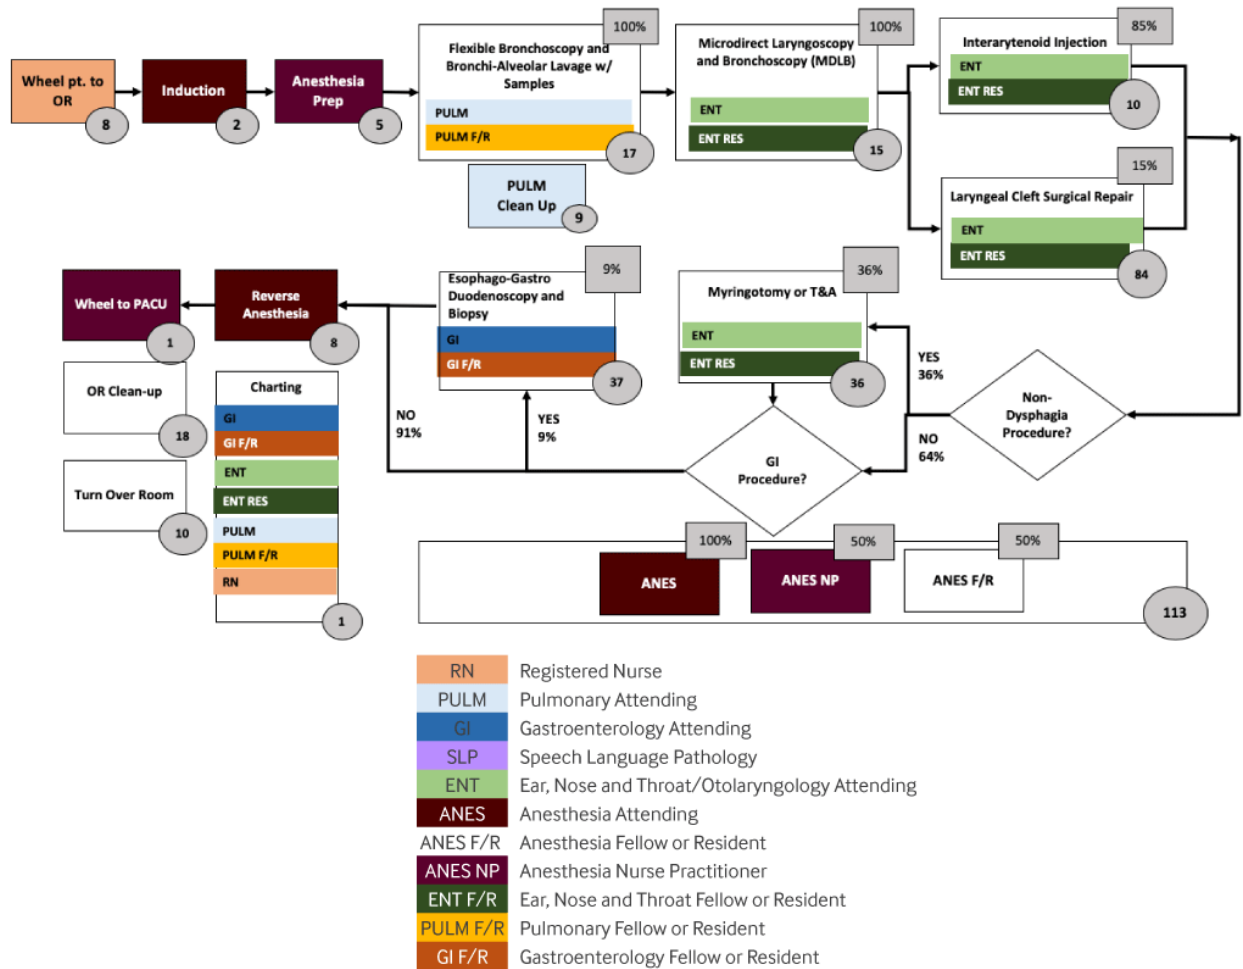 Wheel pt. to
OR
8
Induction
2
Anesthesia
Prep
5
100%
Flexible Bronchoscopy and
Bronchi-Alveolar Lavage w/
Samples
PULM
PULM F/R
17
PULM
Clean Up
9
100%
Microdirect Laryngoscopy
and Bronchoscopy (MDLB)
ENT
ENT RES
15
85%
Interarytenoid Injection
ENT
ENT RES
10
15%
Laryngeal Cleft Surgical Repair
ENT
ENT RES
84
Non-
Dysphagia
Procedure?
YES
36%
NO
64%
36%
Myringotomy or T&A
ENT
ENT RES
36
GI
Procedure?
YES
9%
NO
91%
9%
Esophago-Gastro
Duodenoscopy and
Biopsy
GI
GI F/R
37
Reverse
Anesthesia
8
Wheel to PACU
1
OR Clean-up
18
Turn Over Room
10
Charting
GI
GI F/R
ENT
ENT RES
PULM
PULM F/R
RN
1
100%
ANES
50%
ANES NP
50%
ANES F/R
113
RN Registered Nurse
PULM Pulmonary Attending
GI Gastroenterology Attending
SLP Speech Language Pathology
ENT Ear, Nose and Throat/Otolaryngology Attending
ANES Anesthesia Attending
ANES F/R Anesthesia Fellow or Resident
ANES NP Anesthesia Nurse Practitioner
ENT F/R Ear, Nose and Throat Fellow or Resident
PULM F/R Pulmonary Fellow or Resident
GI F/R Gastroenterology Fellow or Resident